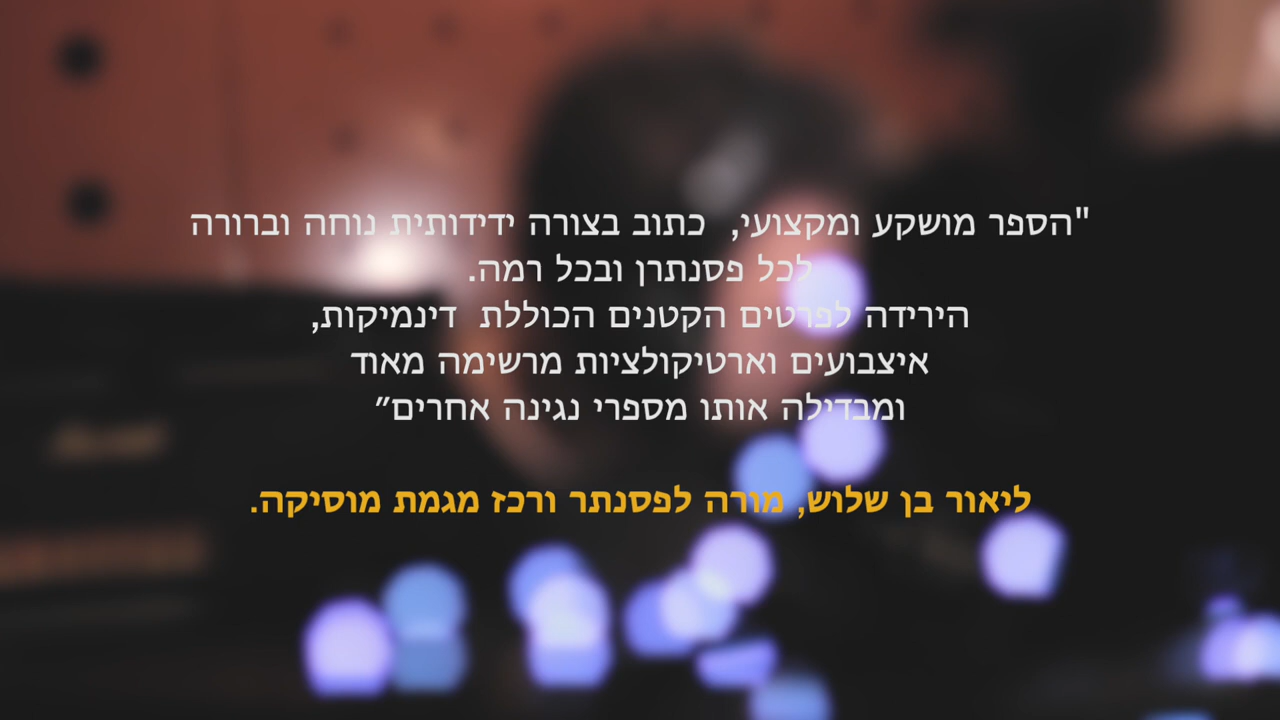 "הספר מושקע ומקצועי,  כתוב בצורה ידידותית נוחה וברורה
לכל פסנתרן ובכל רמה.
הירידה לפרטים הקטנים הכוללת  דינמיקות,
איצבועים וארטיקולציות מרשימה מאוד
ומבדילה אותו מספרי נגינה אחרים״
ליאור בן שלוש, מורה לפסנתר ורכז מגמת מוסיקה.